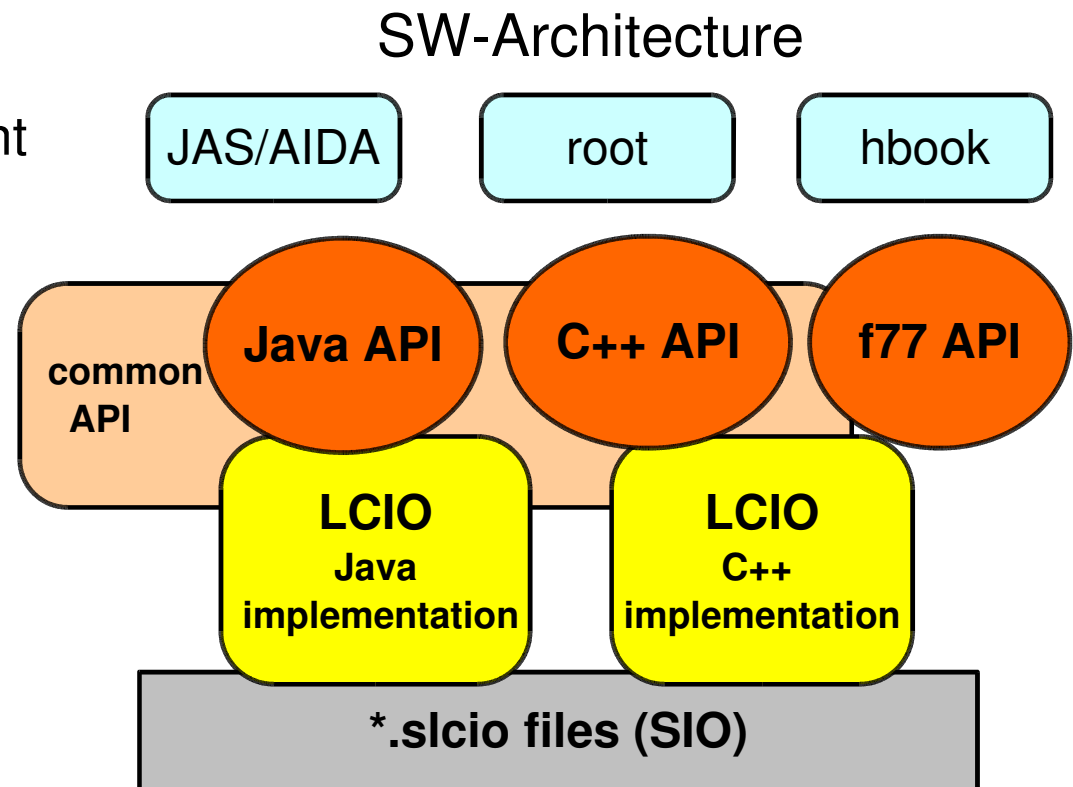 SW-Architecture
nt
JAS/AIDA
root
hbook
Java API
C++ API
f77 API
common
API
LCIO
Java
implementation
LCIO
C++
implementation
*.slcio files (SIO)